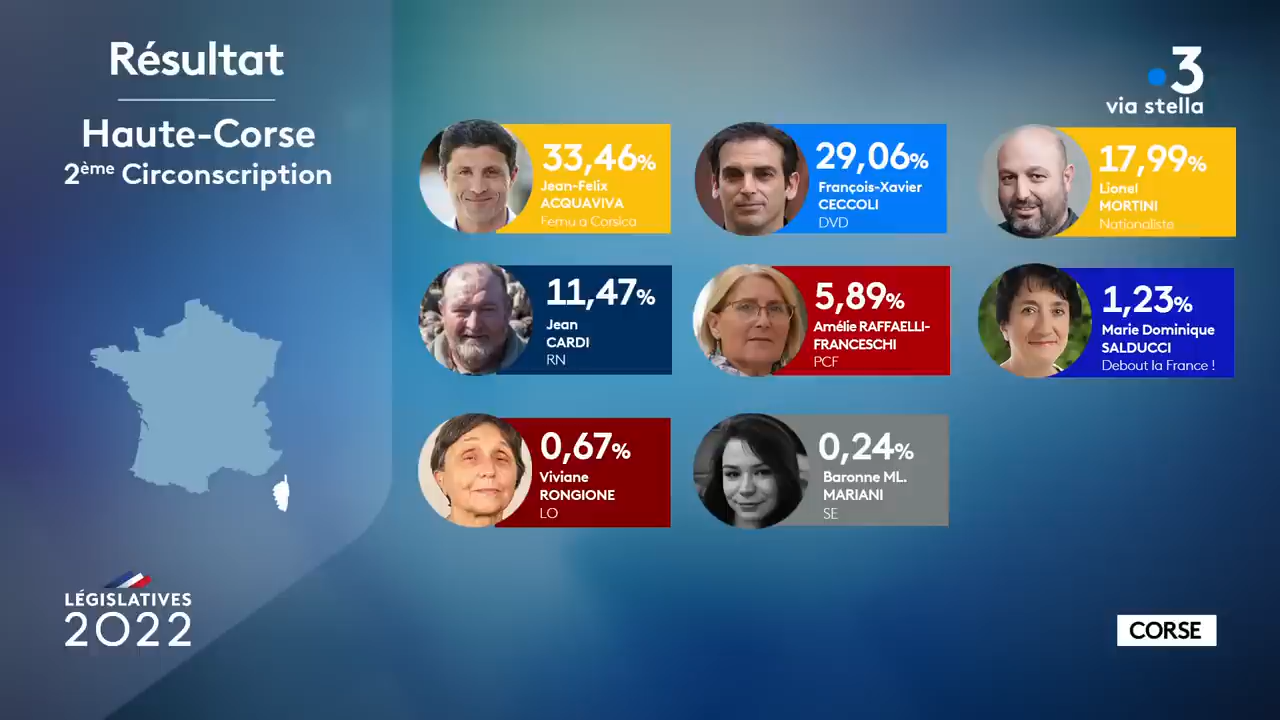 Résultat
Haute-Corse
2ème Circonscription
3
via stella
33,46%
Jean-Felix
ACQUAVIVA
Femu a Corsica
29,06%
François-Xavier
CECCOLI
DVD
17,99%
Lionel
MORTINI
Nationaliste
11,47%
Jean
CARDI
RN
5,89%
Amélie RAFFAELLI-
FRANCESCHI
PCF
1,23%
Marie Dominique
SALDUCCI
Debout la France !
0,67%
Viviane
RONGIONE
LO
0,24%
Baronne ML.
MARIANI
SE
LÉGISLATIVES
2022
CORSE